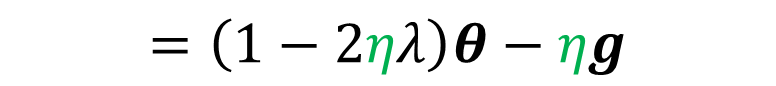 = (1 − 2ηλ)θ − ηg